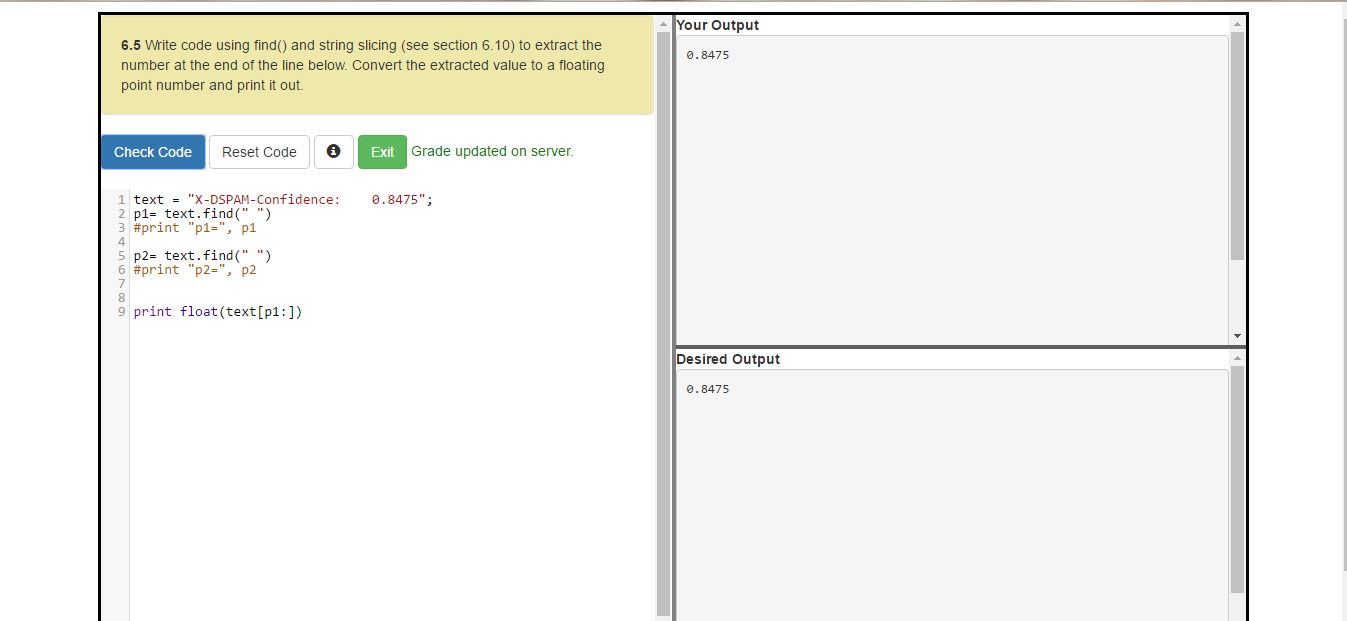 6.5 Write code using find() and string slicing (see section 6.10) to extract the
number at the end of the line below. Convert the extracted value to a floating
point number and print it out.
Check Code Reset Code Exit Grade updated on server.
1 text = "X-DSPAM-Confidence:    0.8475";
2 p1= text.find(" ")
3 #print "p1=", p1
4
5 p2= text.find(" ")
6 #print "p2=", p2
7
8
9 print float(text[p1:])
Your Output
0.8475
Desired Output
0.8475